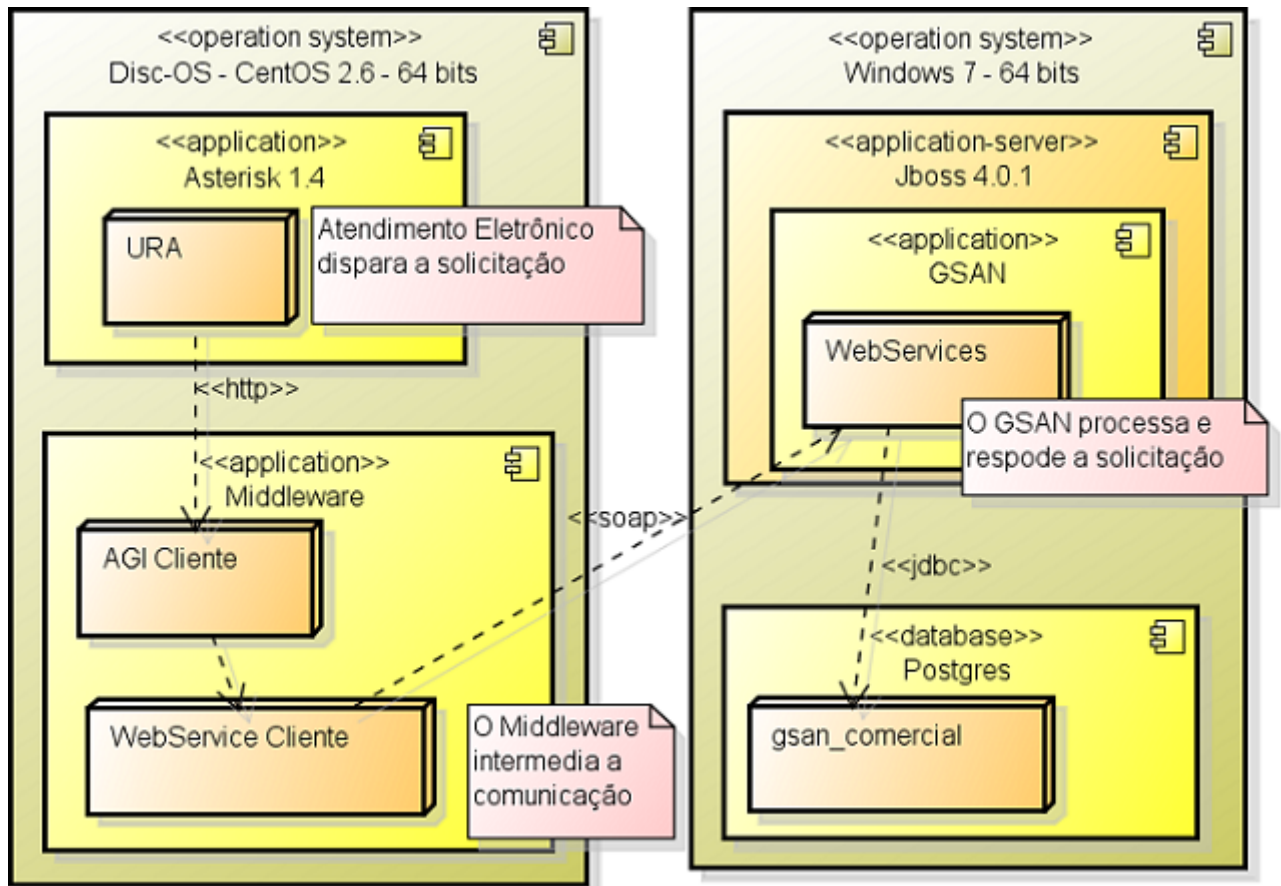 <<operation system>>
Disc-OS - CentOS 2.6 - 64 bits
<<application>>
Asterisk 1.4
URA
Atendimento Eletrônico
dispara a solicitação
<<http>>
<<application>>
Middleware
AGI Cliente
WebService Cliente
O Middleware
intermedia a
comunicação
<<soap>>
<<operation system>>
Windows 7 - 64 bits
<<application-server>>
Jboss 4.0.1
<<application>>
GSAN
WebServices
O GSAN processa e
respode a solicitação
<<jdbc>>
<<database>>
Postgres
gsan_comercial